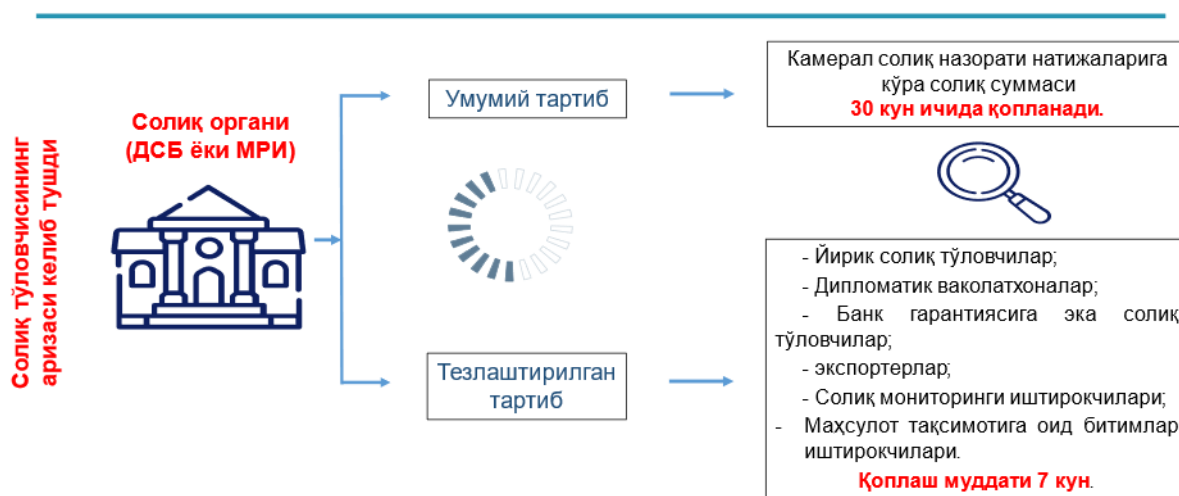 Солиқ тўловчисининг
аризаси келиб тушди
Солиқ органи
(ДСБ ёки МРИ)
Умумий тартиб
Камерал солиқ назорати натижаларига
кўра солиқ суммаси
30 кун ичида қопланади.
Тезлаштирилган
тартиб
- Йирик солиқ тўловчилар;
- Дипломатик ваколатхоналар;
- Банк гарантиясига эка солиқ
тўловчилар;
- экспортерлар;
- Солиқ мониторинги иштирокчилари;
- Маҳсулот тақсимотига оид битимлар
иштирокчилари.
Қоплаш муддати 7 кун.